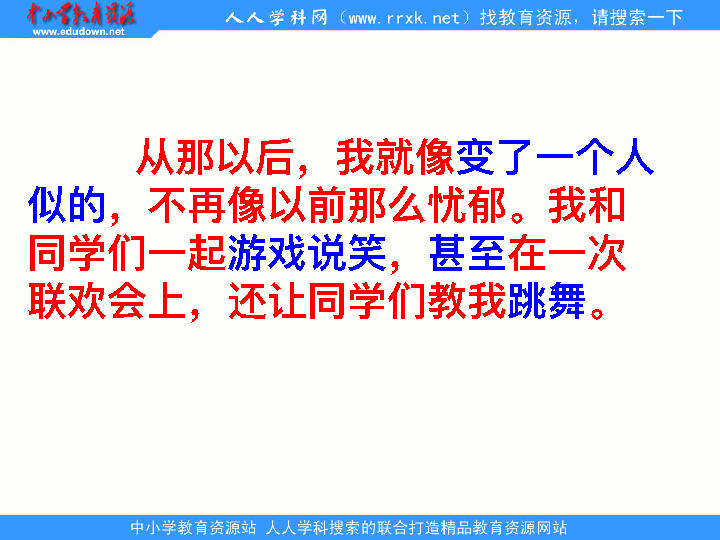 中小学教育资源
www.edudown.net
人人学科网（www.rrxk.net）找教育资源，请搜索一下
从那以后，我就像变了一个人
似的，不再像以前那么忧郁。我和
同学们一起游戏说笑，甚至在一次
联欢会上，还让同学们教我跳舞。
中小学教育资源站 人人学科搜索的联合打造精品教育资源网站